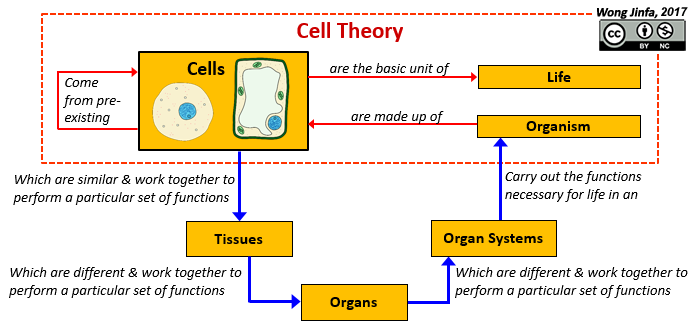 Wong Jinfa, 2017
Cell Theory
cc
BY NC
Cells
are the basic unit of
Life
Come
from pre-
existing
are made up of
Organism
Which are similar & work together to
perform a particular set of functions
Carry out the functions
necessary for life in an
Tissues
Organ Systems
Which are different & work together to
perform a particular set of functions
Which are different & work together to
perform a particular set of functions
Organs